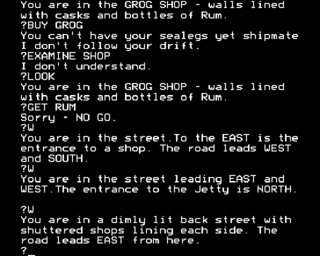 You are in the GROG SHOP - walls lined
with casks and bottles of Rum.
?BUY GROG
You can't have your sealegs yet shipmate
I don't follow your drift.
?EXAMINE SHOP
I don't understand.
?LOOK
You are in the GROG SHOP - walls lined
with casks and bottles of Rum.
?GET RUM
Sorry - NO GO.
?W
You are in the street.To the EAST is the
entrance to a shop. The road leads WEST
and SOUTH.
?W
You are in the street leading EAST and
WEST.The entrance to the Jetty is NORTH.
?W
You are in a dimly lit back street with
shuttered shops lining each side. The
road leads EAST from here.
?